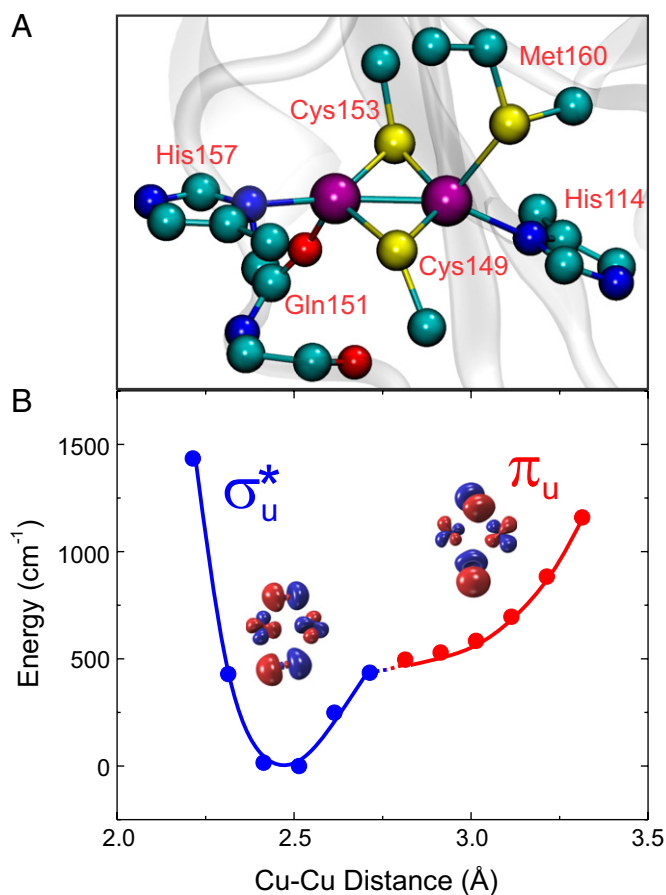 A
Met160
Cys153
His157
His114
Cys149
Gln151
B
1500
1000
500
0
σu*
πu
Energy (cm-1)
2.0
2.5
3.0
3.5
Cu-Cu Distance (Å)